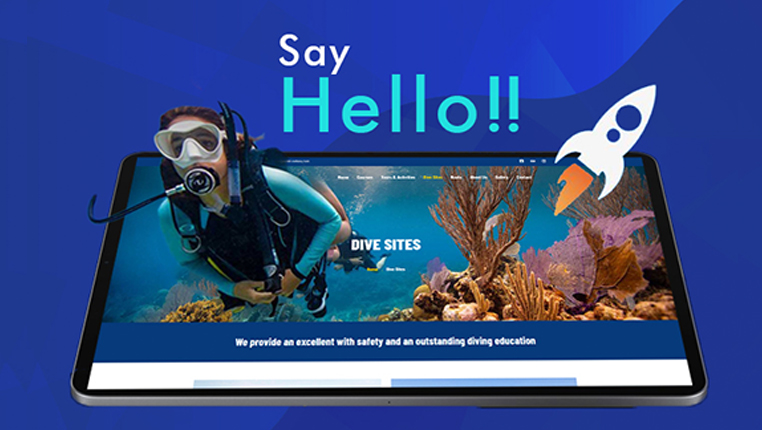 Say
Hello!!
Home Courses Tours & Activities Dive Sites Boats About Us Gallery Contact
DIVE SITES
Home Dive Sites
We provide an excellent with safety and an outstanding diving education